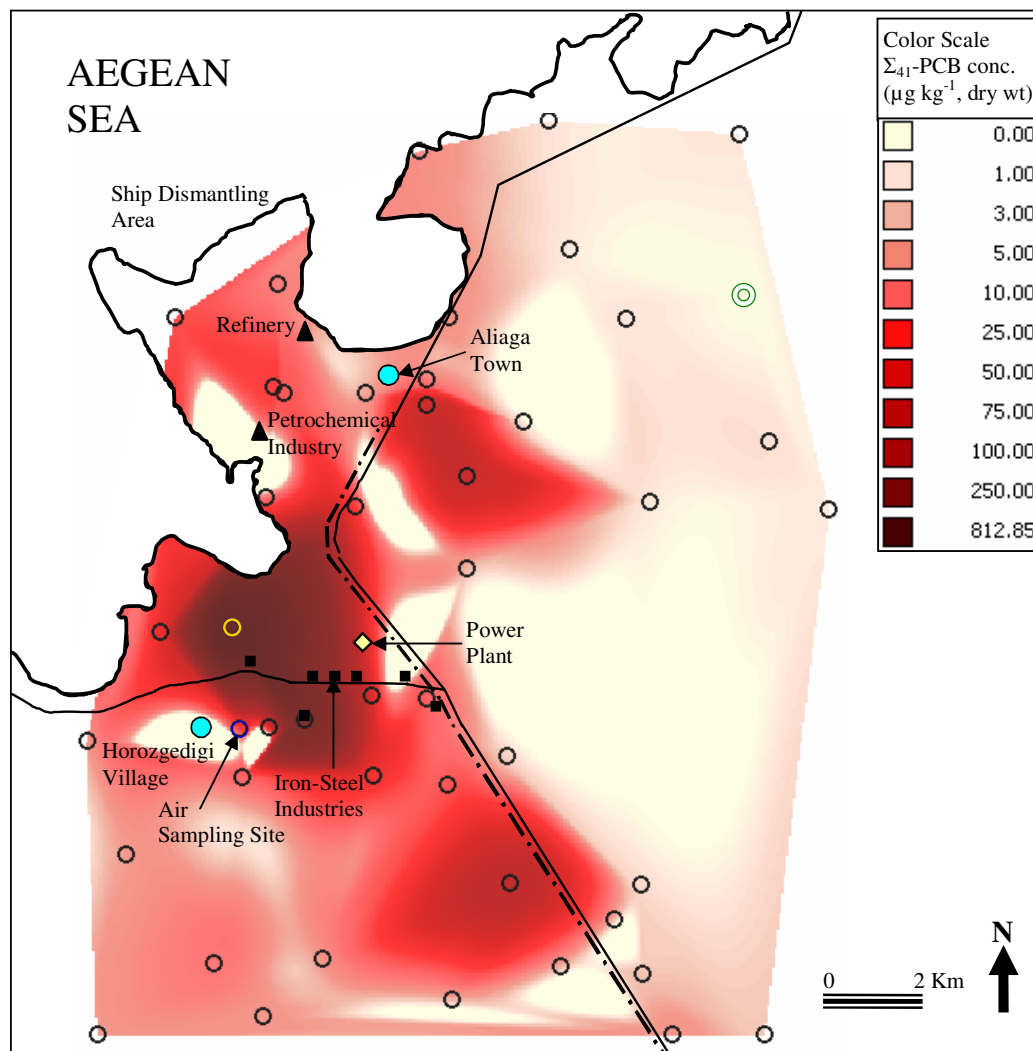 AEGEAN
SEA
Color Scale
Σ₄₁-PCB conc.
(µg kg⁻¹, dry wt)
0.00
1.00
3.00
5.00
10.00
25.00
50.00
75.00
100.00
250.00
812.85
Ship Dismantling
Area
Refinery
Aliaga
Town
Petrochemical
Industry
Power
Plant
Horozgedigi
Village
Iron-Steel
Industries
Air
Sampling Site
N
0 2 Km